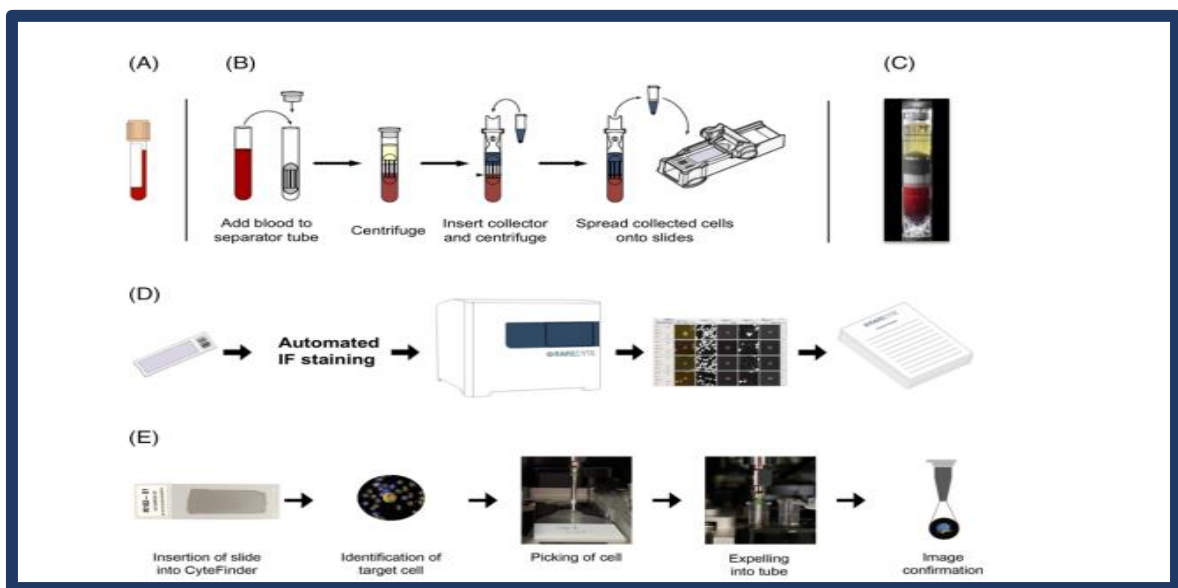 (A)
(B)
(C)
Add blood to
separator tube
Centrifuge
Insert collector
and centrifuge
Spread collected cells
onto slides
(D)
Automated
IF staining
RARECYTE
(E)
Insertion of slide
into CyteFinder
Identification of
target cell
Picking of cell
Expelling
into tube
Image
confirmation